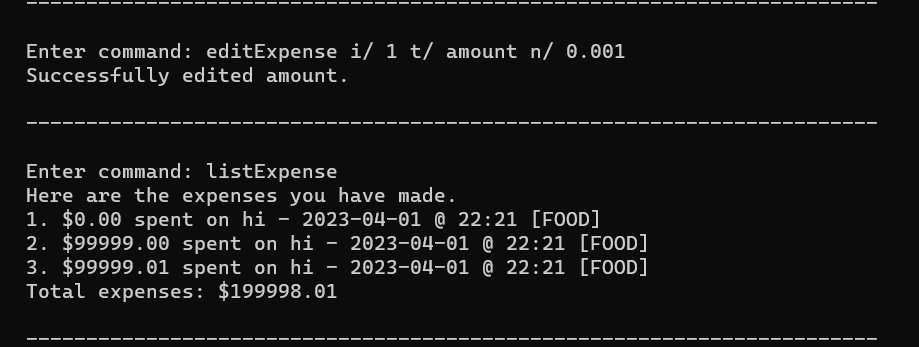 Enter command: editExpense i/ 1 t/ amount n/ 0.001
Successfully edited amount.
Enter command: listExpense
Here are the expenses you have made.
1. $0.00 spent on hi - 2023-04-01 @ 22:21 [FOOD]
2. $99999.00 spent on hi - 2023-04-01 @ 22:21 [FOOD]
3. $99999.01 spent on hi - 2023-04-01 @ 22:21 [FOOD]
Total expenses: $199998.01